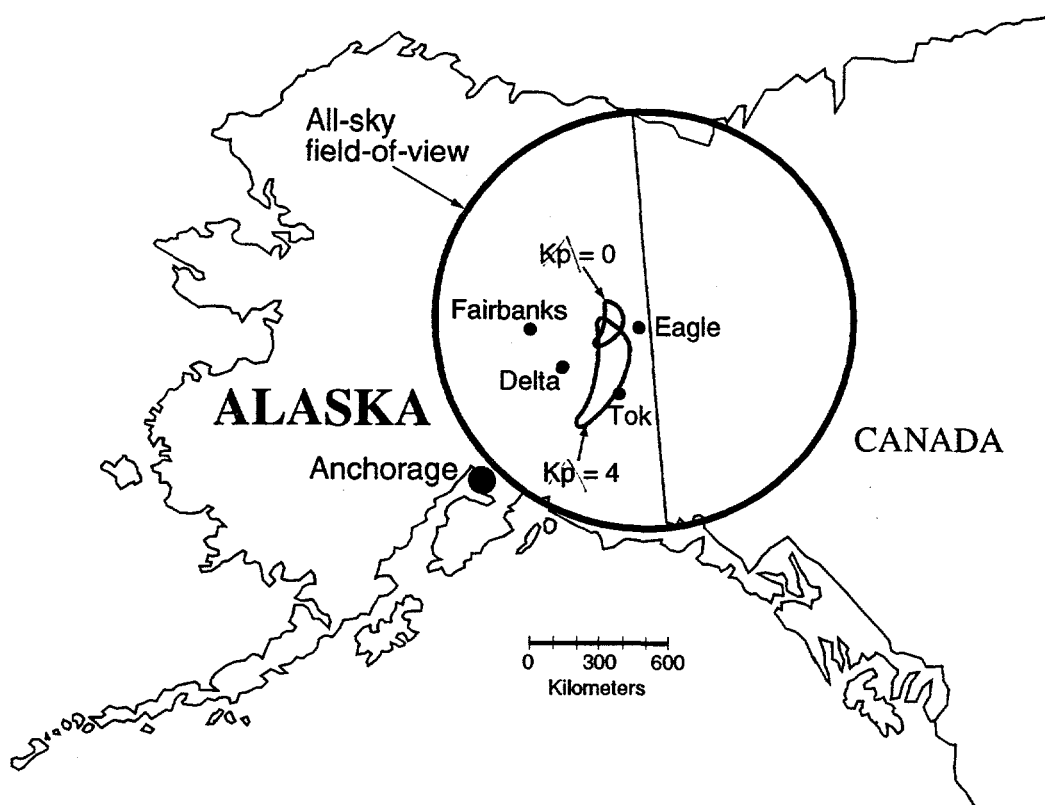 All-sky
field-of-view
Kp = 0
Fairbanks
Eagle
Delta
ALASKA
Tok
CANADA
Anchorage
Kp = 4
0 300 600
Kilometers